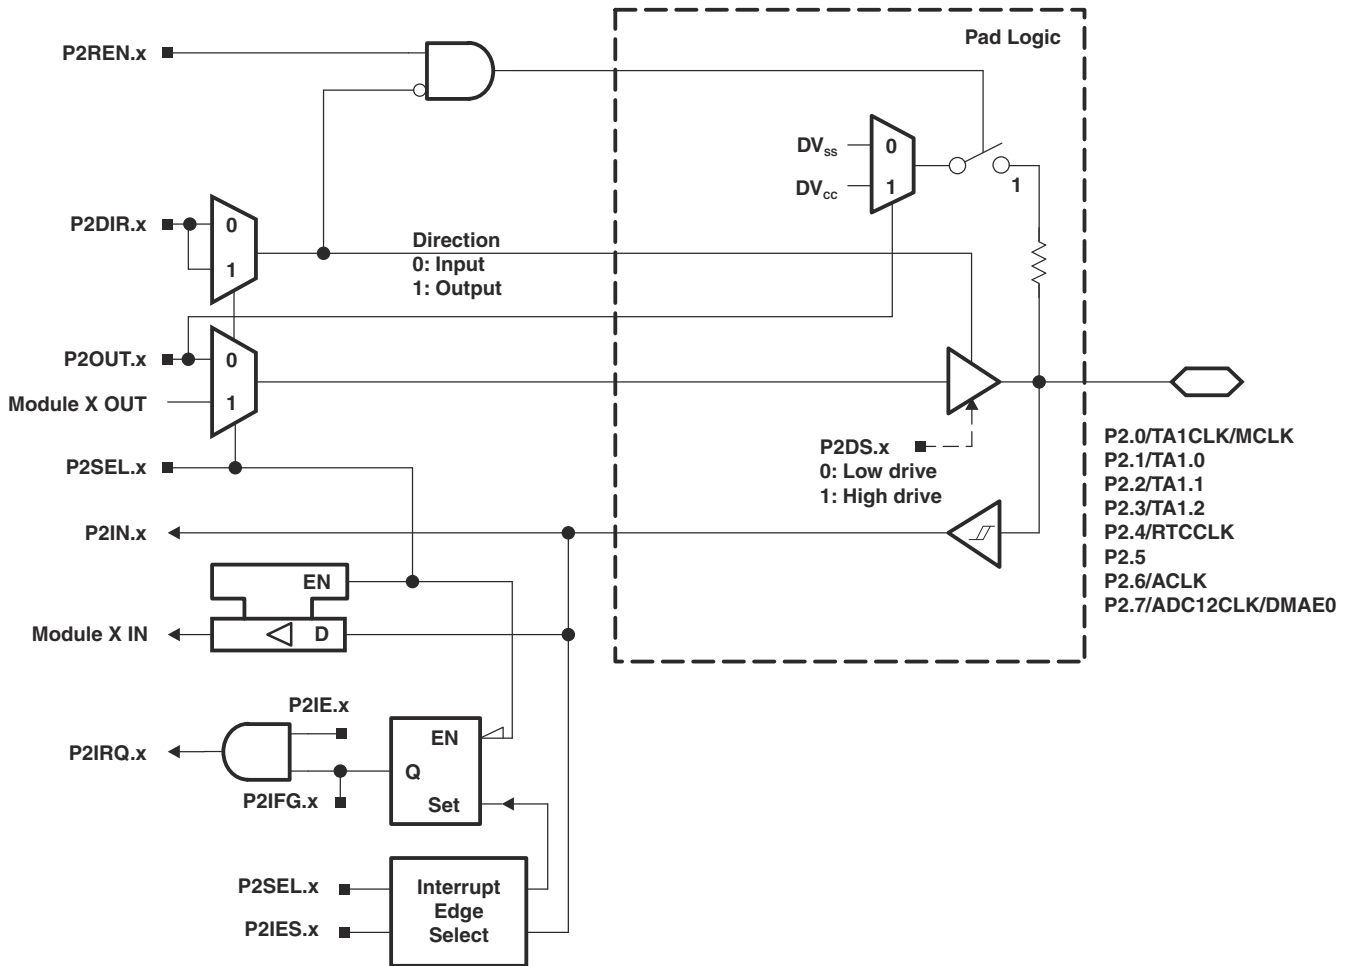 Pad Logic
P2REN.x
DVSS
0
DVCC
1
1
P2DIR.x
0
1
Direction
0: Input
1: Output
P2OUT.x
0
Module X OUT
1
P2SEL.x
P2DS.x
0: Low drive
1: High drive
P2.0/TA1CLK/MCLK
P2.1/TA1.0
P2.2/TA1.1
P2.3/TA1.2
P2.4/RTCCLK
P2.5
P2.6/ACLK
P2.7/ADC12CLK/DMAE0
P2IN.x
EN
Module X IN
D
P2IE.x
P2IRQ.x
EN
Q
P2IFG.x
Set
P2SEL.x
P2IES.x
Interrupt
Edge
Select